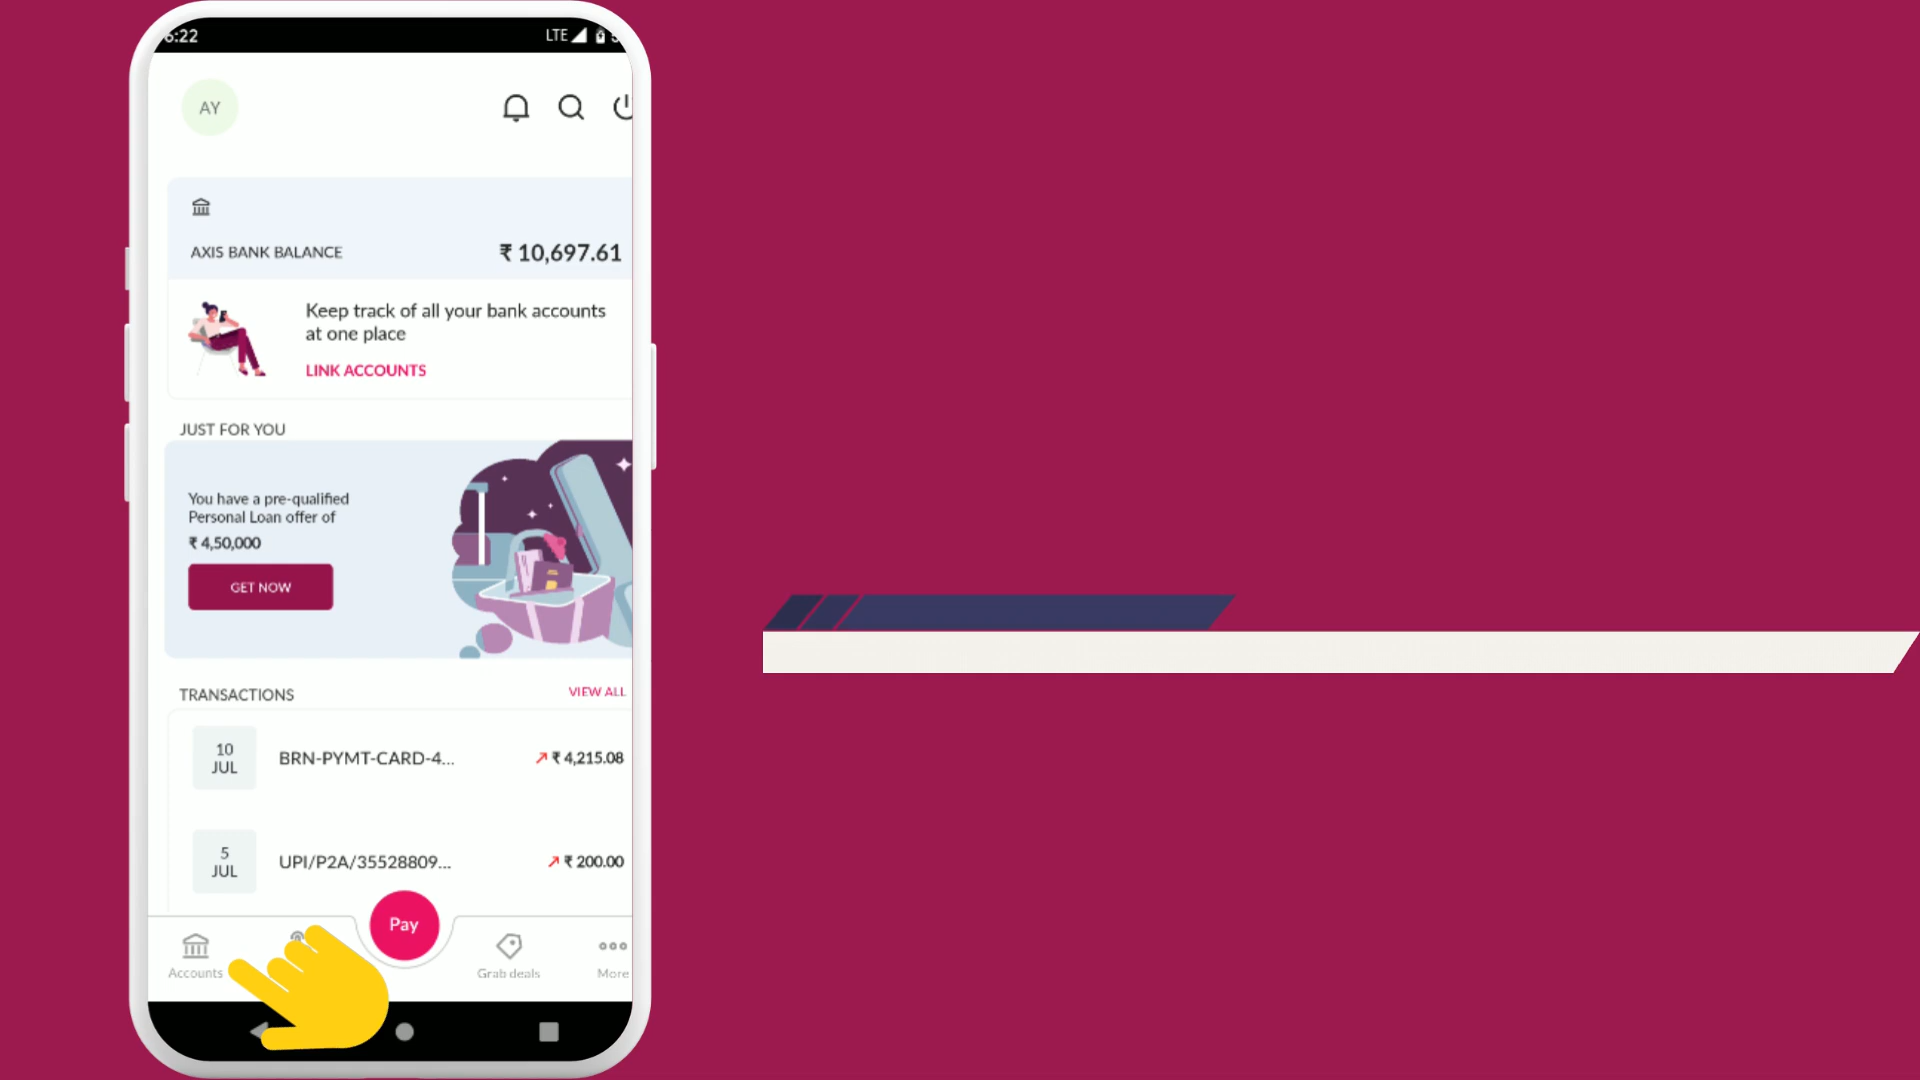 6:22 LTE
AY
AXIS BANK BALANCE ₹ 10,697.61
Keep track of all your bank accounts
at one place
LINK ACCOUNTS
JUST FOR YOU
You have a pre-qualified
Personal Loan offer of
₹ 4,50,000
GET NOW
TRANSACTIONS VIEW ALL
10
JUL
BRN-PYMT-CARD-4... ₹ 4,215.08
5
JUL
UPI/P2A/35528809... ₹ 200.00
Pay
Accounts Grab deals More